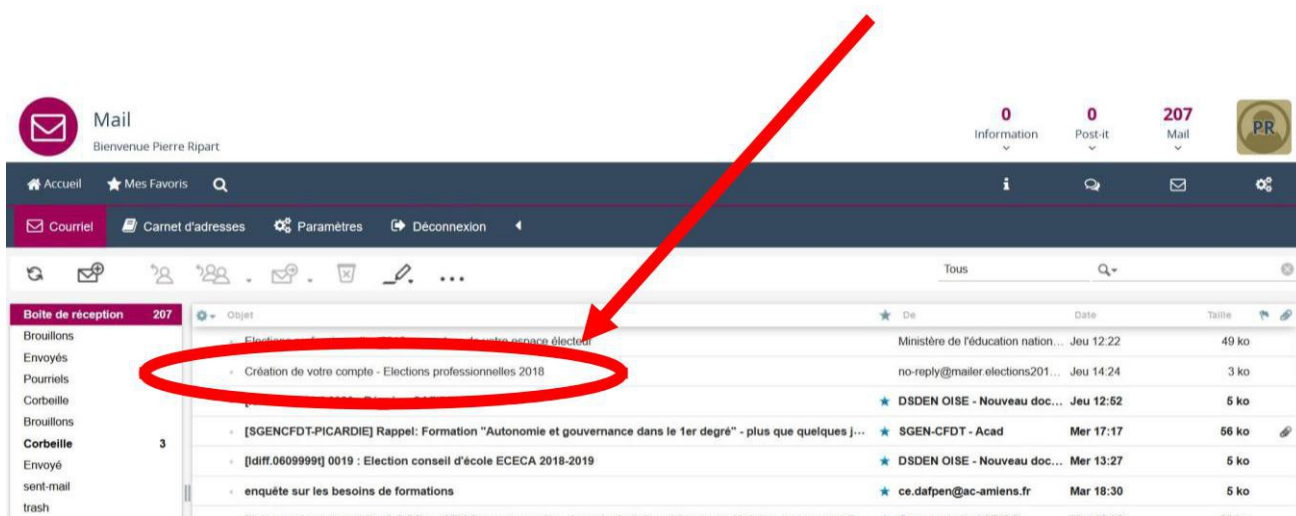 Mail
Bienvenue Pierre Ripart
0 0 207
Information Post-it Mail
PR
Accueil Mes Favoris
Courriel Carnet d'adresses Paramètres Déconnexion
Tous
Boîte de réception 207
Brouillons
Envoyés
Pourriels
Corbeille
Brouillons
Corbeille 3
Envoyé
sent-mail
trash
Objet De Date Taille
votre espace électeur Ministère de l'éducation nation... Jeu 12:22 49 ko
Création de votre compte - Elections professionnelles 2018 no-reply@mailer.elections201... Jeu 14:24 3 ko
DSDEN OISE - Nouveau doc... Jeu 12:52 5 ko
[SGENCFDT-PICARDIE] Rappel: Formation "Autonomie et gouvernance dans le 1er degré" - plus que quelques j... SGEN-CFDT - Acad Mer 17:17 56 ko
[ldiff.0609999t] 0019 : Election conseil d'école ECECA 2018-2019 DSDEN OISE - Nouveau doc... Mer 13:27 5 ko
enquête sur les besoins de formations ce.dafpen@ac-amiens.fr Mar 18:30 5 ko